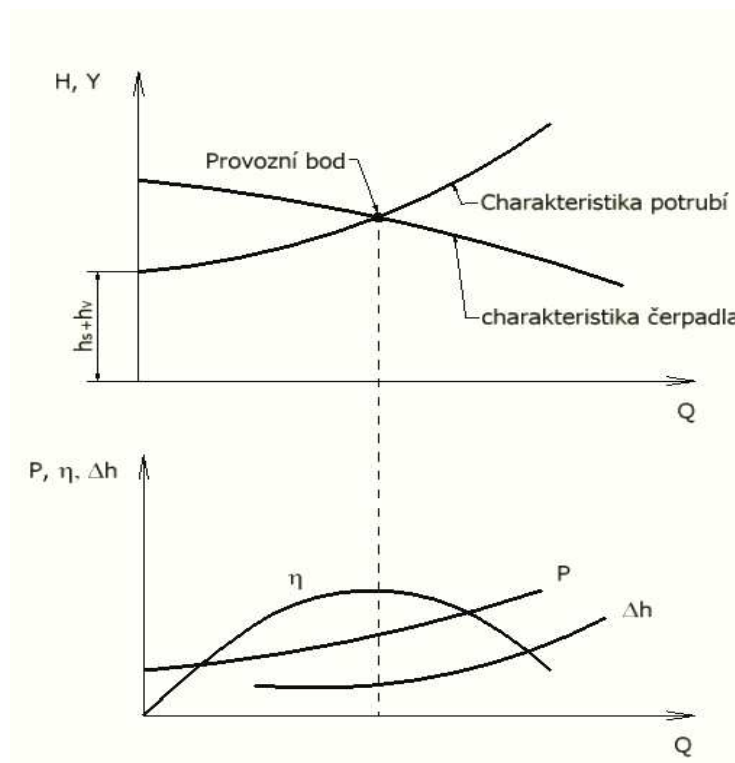 H, Y
Provozní bod
Charakteristika potrubí
charakteristika čerpadla
hs+hv
Q
P, η, Δh
η
P
Δh
Q